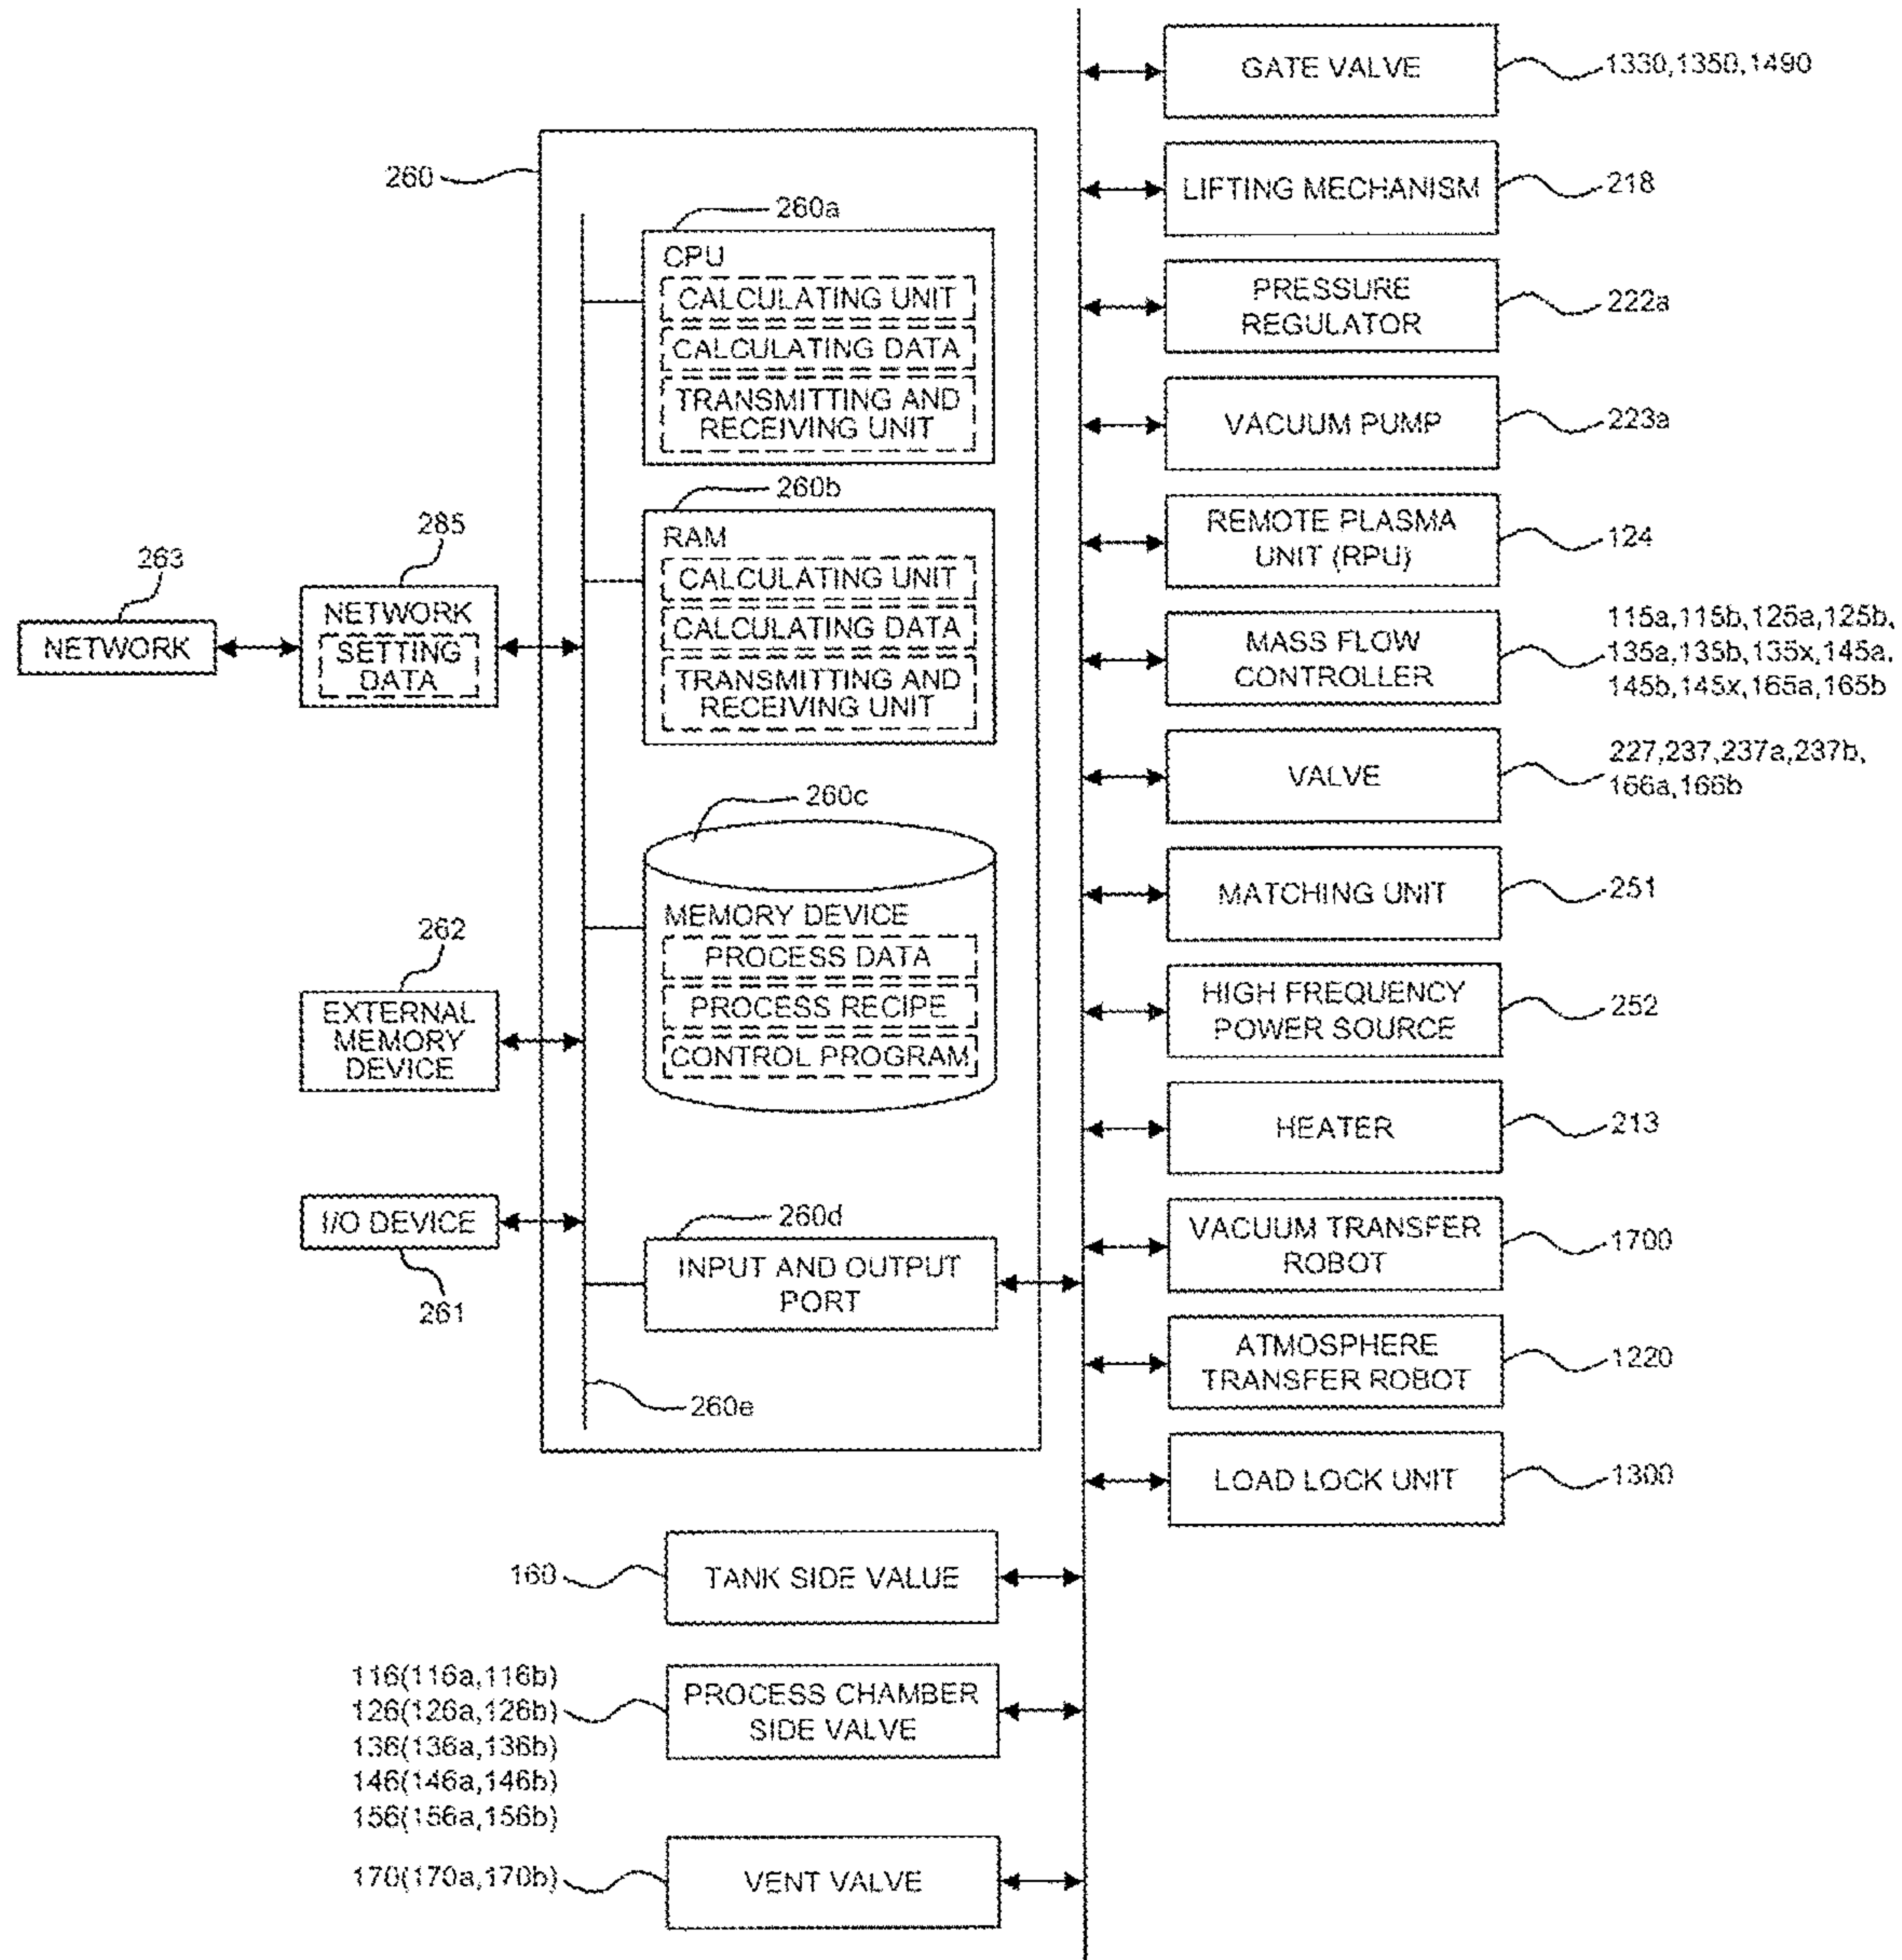 GATE VALVE
1330,1350,1490
260
LIFTING MECHANISM
218
260a
CPU
CALCULATING UNIT
CALCULATING DATA
TRANSMITTING AND
RECEIVING UNIT
PRESSURE
REGULATOR
222a
VACUUM PUMP
223a
260b
RAM
CALCULATING UNIT
CALCULATING DATA
TRANSMITTING AND
RECEIVING UNIT
REMOTE PLASMA
UNIT (RPU)
124
263
NETWORK
285
NETWORK
SETTING
DATA
MASS FLOW
CONTROLLER
115a,115b,125a,125b,
135a,135b,135x,145a,
145b,145x,165a,165b
VALVE
227,237,237a,237b,
166a,166b
260c
MEMORY DEVICE
PROCESS DATA
PROCESS RECIPE
CONTROL PROGRAM
MATCHING UNIT
251
262
EXTERNAL
MEMORY
DEVICE
HIGH FREQUENCY
POWER SOURCE
252
HEATER
213
I/O DEVICE
261
260d
INPUT AND OUTPUT
PORT
VACUUM TRANSFER
ROBOT
1700
ATMOSPHERE
TRANSFER ROBOT
1220
260e
LOAD LOCK UNIT
1300
160
TANK SIDE VALUE
116(116a,116b)
126(126a,126b)
136(136a,136b)
146(146a,146b)
156(156a,156b)
PROCESS CHAMBER
SIDE VALVE
170(170a,170b)
VENT VALVE